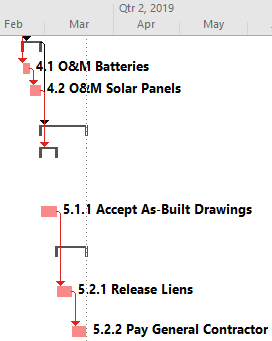 Qtr 2, 2019
Feb Mar Apr May
4.1 O&M Batteries
4.2 O&M Solar Panels
5.1.1 Accept As-Built Drawings
5.2.1 Release Liens
5.2.2 Pay General Contractor